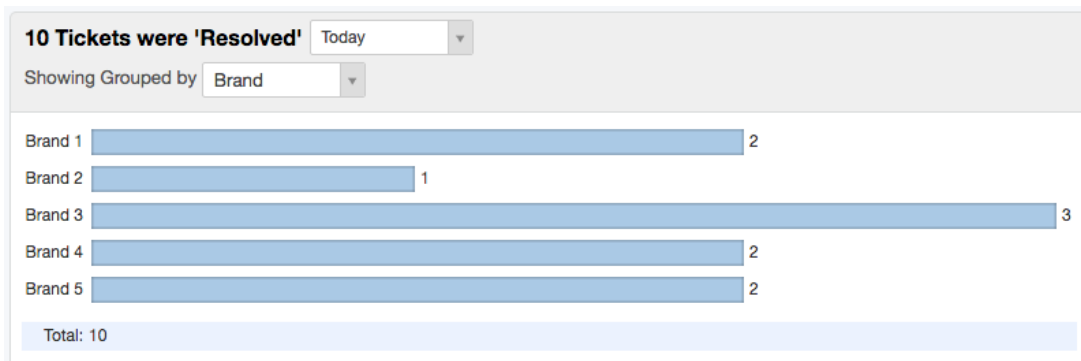 10 Tickets were 'Resolved' Today
Showing Grouped by Brand
Brand 1 2
Brand 2 1
Brand 3 3
Brand 4 2
Brand 5 2
Total: 10